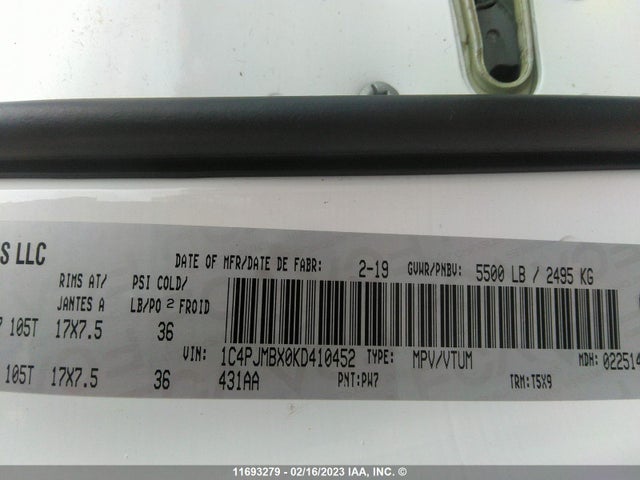 S LLC
DATE OF MFR/DATE DE FABR: 2-19 GVWR/PNBV: 5500 LB / 2495 KG
RIMS AT/ PSI COLD/
JANTES A LB/PO 2 FROID
105T 17X7.5 36
VIN: 1C4PJMBX0KD410452 TYPE: MPV/VTUM MDH: 022514
105T 17X7.5 36 431AA PNT:PW7 TRM:T5X9
11693279 - 02/16/2023 IAA, INC. ©